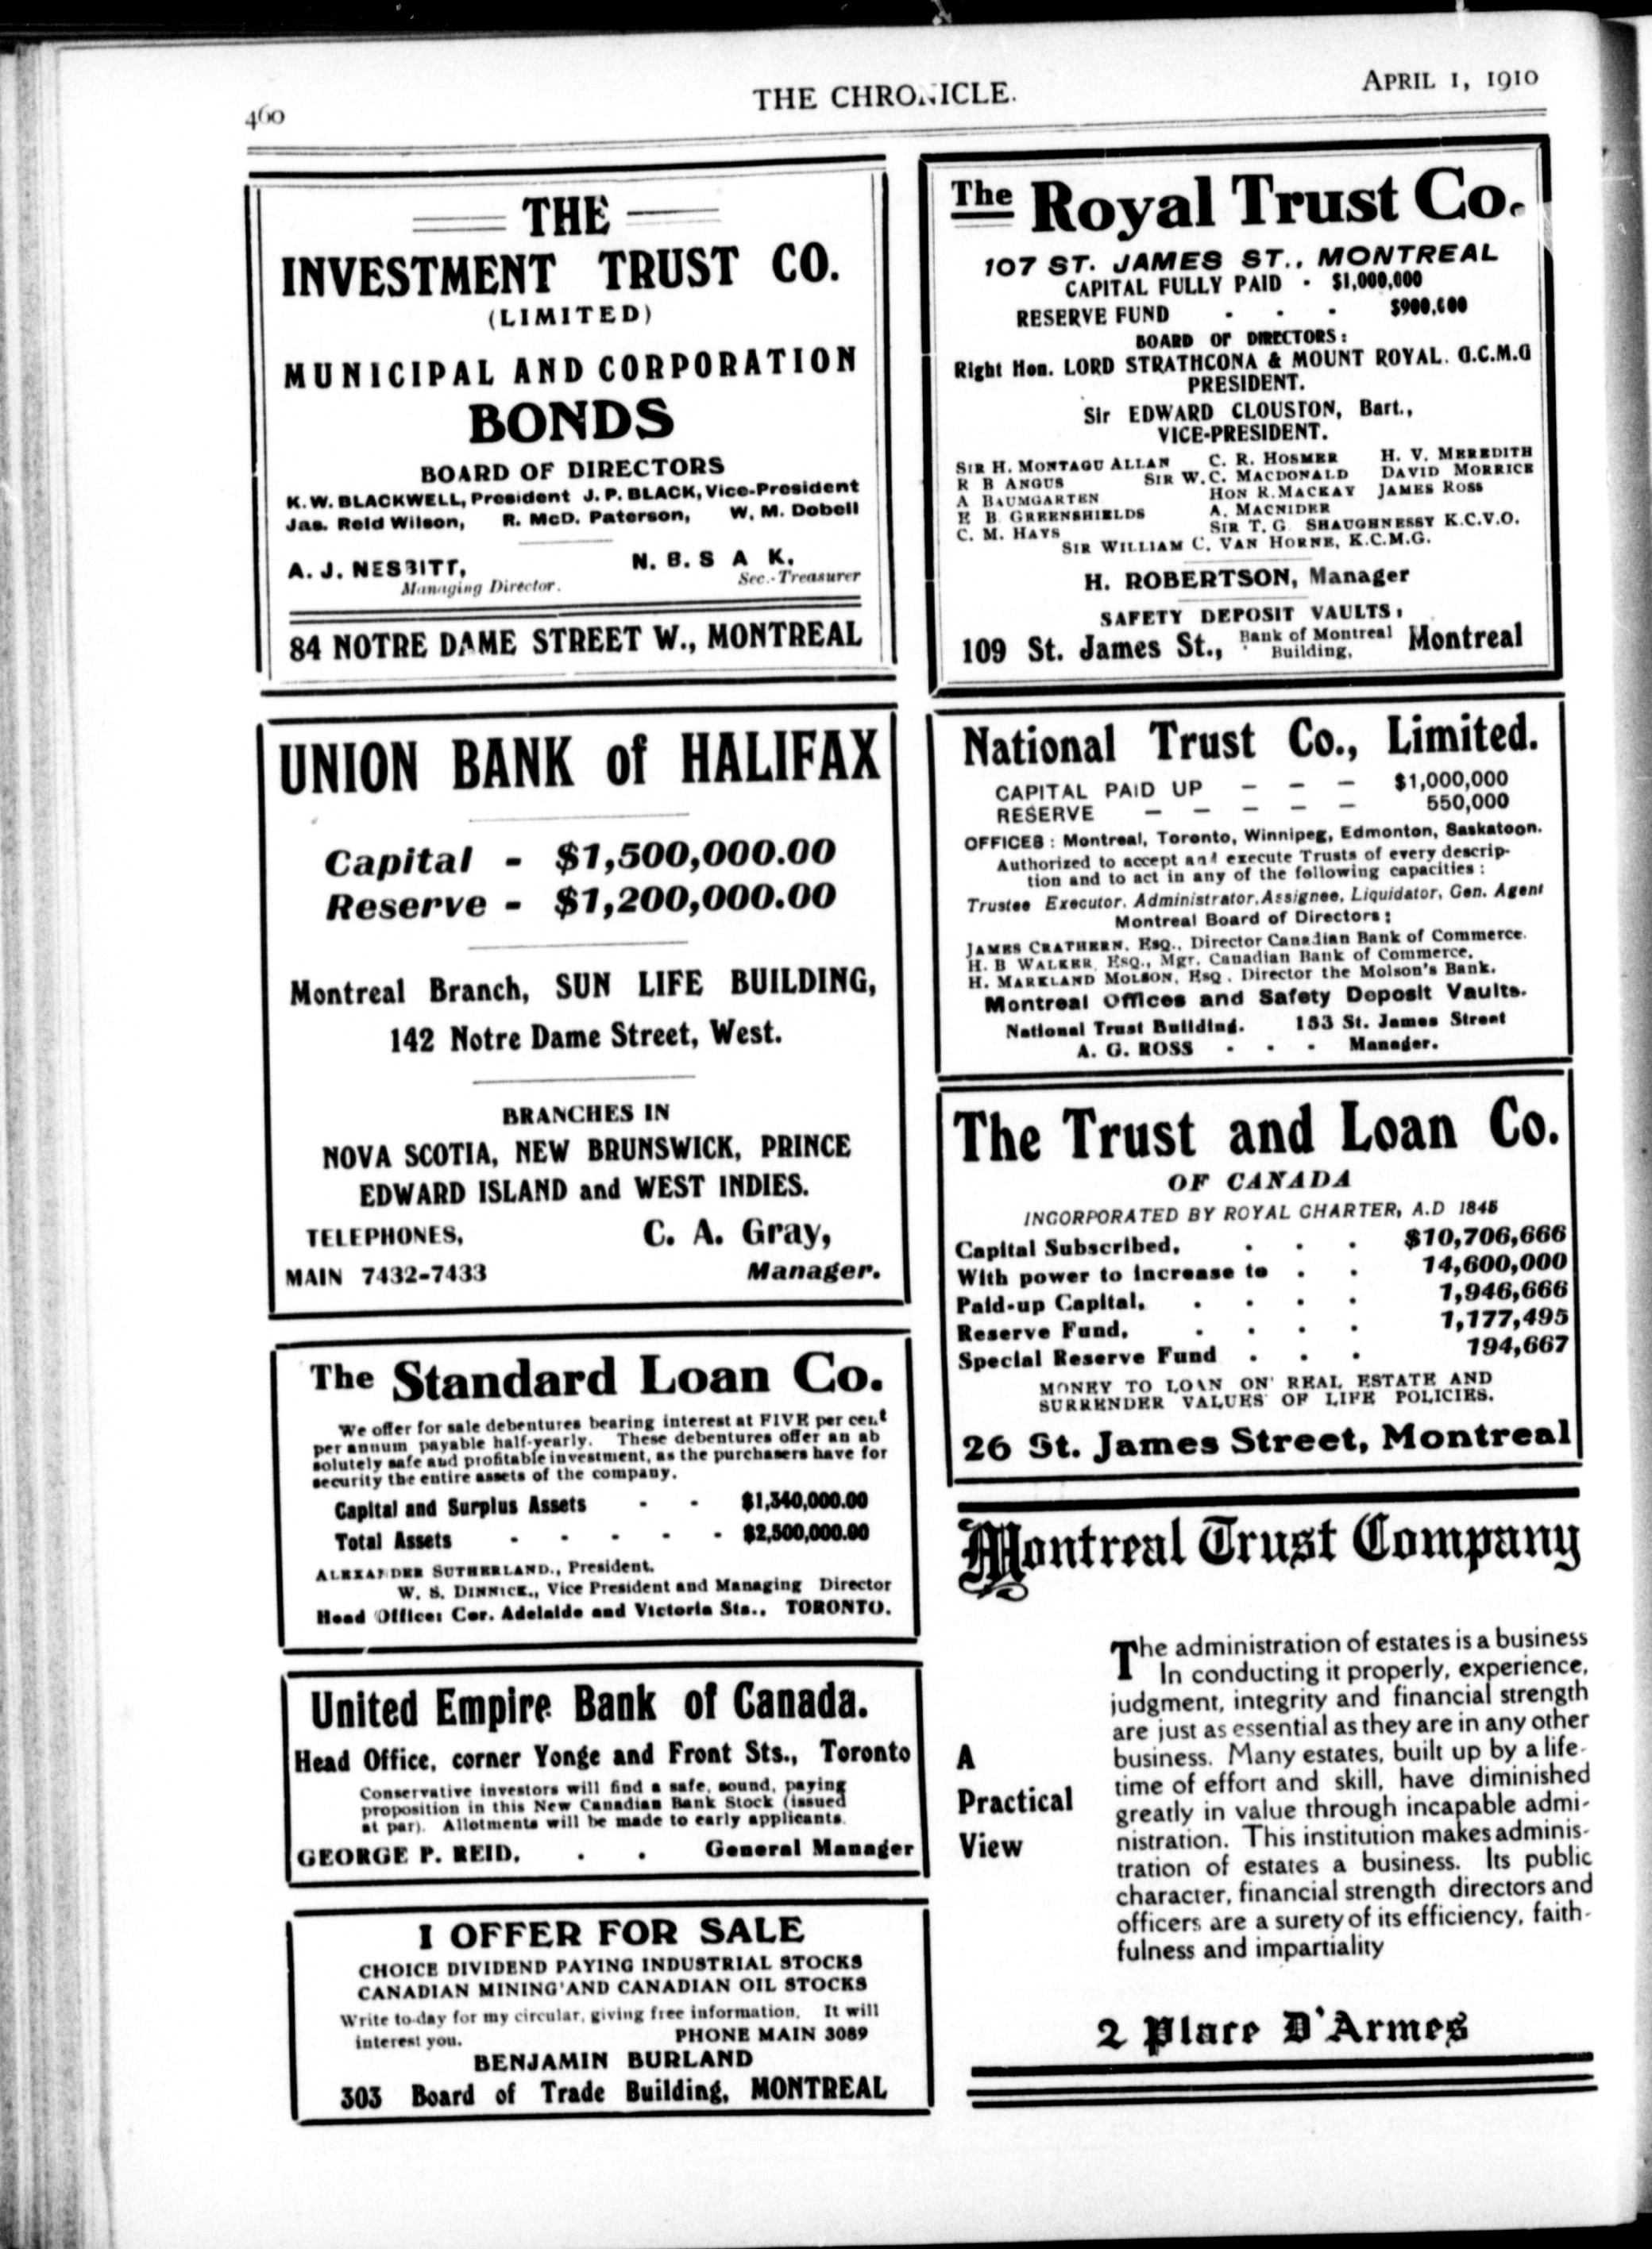 460
THE CHRONICLE.
APRIL 1, 1910
THE
INVESTMENT TRUST CO.
(LIMITED)
MUNICIPAL AND CORPORATION
BONDS
BOARD OF DIRECTORS
K. W. BLACKWELL, President J. P. BLACK, Vice-President
Jas. Reid Wilson, R. McD. Paterson, W. M. Dobell
A. J. NESBITT, N. B. S A K,
Managing Director. Sec.-Treasurer
84 NOTRE DAME STREET W., MONTREAL
UNION BANK of HALIFAX
Capital - $1,500,000.00
Reserve - $1,200,000.00
Montreal Branch, SUN LIFE BUILDING,
142 Notre Dame Street, West.
BRANCHES IN
NOVA SCOTIA, NEW BRUNSWICK, PRINCE
EDWARD ISLAND and WEST INDIES.
TELEPHONES, C. A. Gray,
MAIN 7432-7433 Manager.
The Standard Loan Co.
We offer for sale debentures bearing interest at FIVE per cent
per annum payable half-yearly. These debentures offer an ab
solutely safe and profitable investment, as the purchasers have for
security the entire assets of the company.
Capital and Surplus Assets - - $1,340,000.00
Total Assets - - - - - $2,500,000.00
ALEXANDER SUTHERLAND., President.
W. S. DINNICK., Vice President and Managing Director
Head Office: Cor. Adelaide and Victoria Sts., TORONTO.
United Empire Bank of Canada.
Head Office, corner Yonge and Front Sts., Toronto
Conservative investors will find a safe, sound, paying
proposition in this New Canadian Bank Stock (issued
at par). Allotments will be made to early applicants.
GEORGE P. REID, . . General Manager
I OFFER FOR SALE
CHOICE DIVIDEND PAYING INDUSTRIAL STOCKS
CANADIAN MINING AND CANADIAN OIL STOCKS
Write to-day for my circular, giving free information. It will
interest you. PHONE MAIN 3089
BENJAMIN BURLAND
303 Board of Trade Building, MONTREAL
The Royal Trust Co.
107 ST. JAMES ST., MONTREAL
CAPITAL FULLY PAID - $1,000,000
RESERVE FUND - - - $900,000
BOARD OF DIRECTORS:
Right Hon. LORD STRATHCONA & MOUNT ROYAL. G.C.M.G
PRESIDENT.
Sir EDWARD CLOUSTON, Bart.,
VICE-PRESIDENT.
SIR H. MONTAGU ALLAN C. R. HOSMER H. V. MEREDITH
R B ANGUS SIR W. C. MACDONALD DAVID MORRICE
A BAUMGARTEN HON R. MACKAY JAMES ROSS
E B GREENSHIELDS A. MACNIDER
C. M. HAYS SIR T. G. SHAUGHNESSY K.C.V.O.
SIR WILLIAM C. VAN HORNE, K.C.M.G.
H. ROBERTSON, Manager
SAFETY DEPOSIT VAULTS:
109 St. James St., Bank of Montreal Building, Montreal
National Trust Co., Limited.
CAPITAL PAID UP - - - $1,000,000
RESERVE - - - - - 550,000
OFFICES: Montreal, Toronto, Winnipeg, Edmonton, Saskatoon.
Authorized to accept and execute Trusts of every descrip-
tion and to act in any of the following capacities:
Trustee Executor, Administrator, Assignee, Liquidator, Gen. Agent
Montreal Board of Directors:
JAMES CRATHERN, Esq., Director Canadian Bank of Commerce.
H. B WALKER, Esq., Mgr. Canadian Bank of Commerce.
H. MARKLAND MOLSON, Esq. Director the Molson's Bank.
Montreal Offices and Safety Deposit Vaults.
National Trust Building. 153 St. James Street
A. G. ROSS - - - Manager.
The Trust and Loan Co.
OF CANADA
INCORPORATED BY ROYAL CHARTER, A.D 1845
Capital Subscribed, . . . $10,706,666
With power to increase to . . 14,600,000
Paid-up Capital, . . . . 1,946,666
Reserve Fund, . . . . 1,177,495
Special Reserve Fund . . . 194,667
MONEY TO LOAN ON REAL ESTATE AND
SURRENDER VALUES OF LIFE POLICIES.
26 St. James Street, Montreal
Montreal Trust Company
A
Practical
View
The administration of estates is a business
In conducting it properly, experience,
judgment, integrity and financial strength
are just as essential as they are in any other
business. Many estates, built up by a life-
time of effort and skill, have diminished
greatly in value through incapable admi-
nistration. This institution makes adminis-
tration of estates a business. Its public
character, financial strength directors and
officers are a surety of its efficiency, faith-
fulness and impartiality
2 Place D'Armes